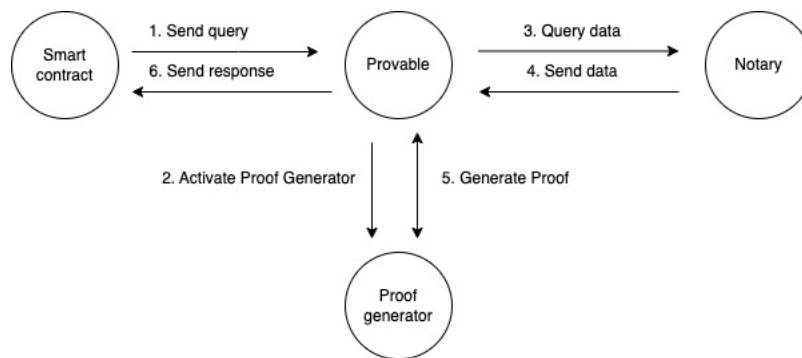 1. Send query
3. Query data
Smart
contract
Provable
Notary
6. Send response
4. Send data
2. Activate Proof Generator
5. Generate Proof
Proof
generator